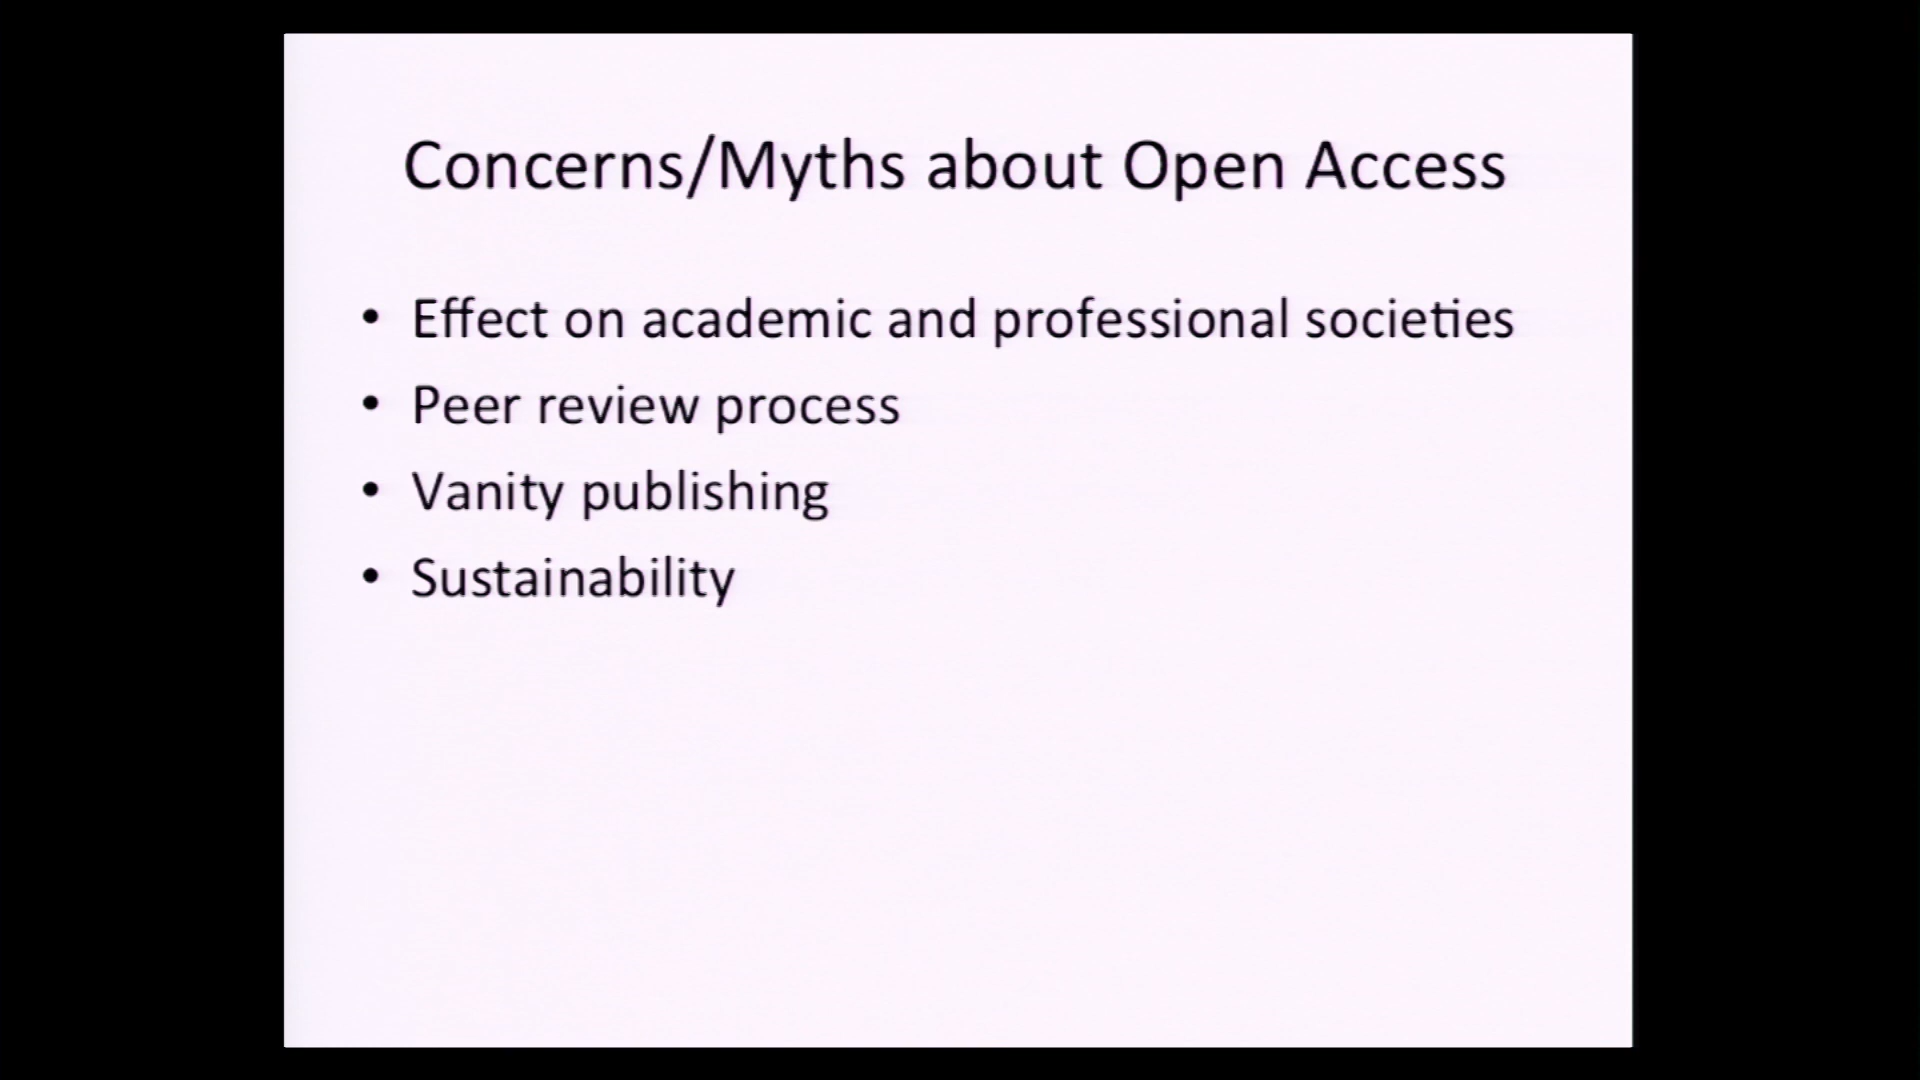 Concerns/Myths about Open Access
• Effect on academic and professional societies
• Peer review process
• Vanity publishing
• Sustainability